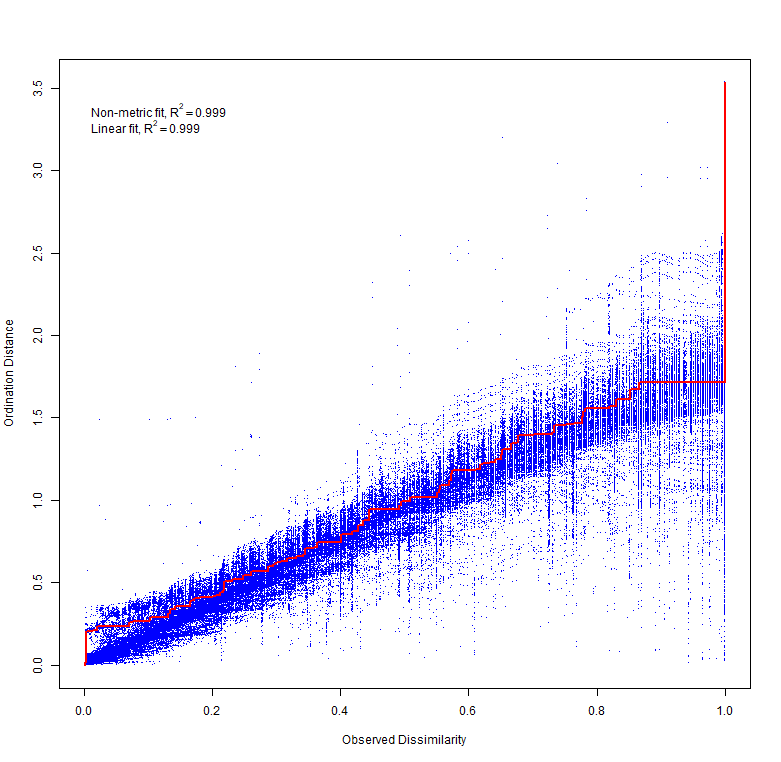 Non-metric fit, R²=0.999
Linear fit, R²=0.999
3.5
3.0
2.5
2.0
1.5
1.0
0.5
0.0
Ordination Distance
0.0 0.2 0.4 0.6 0.8 1.0
Observed Dissimilarity